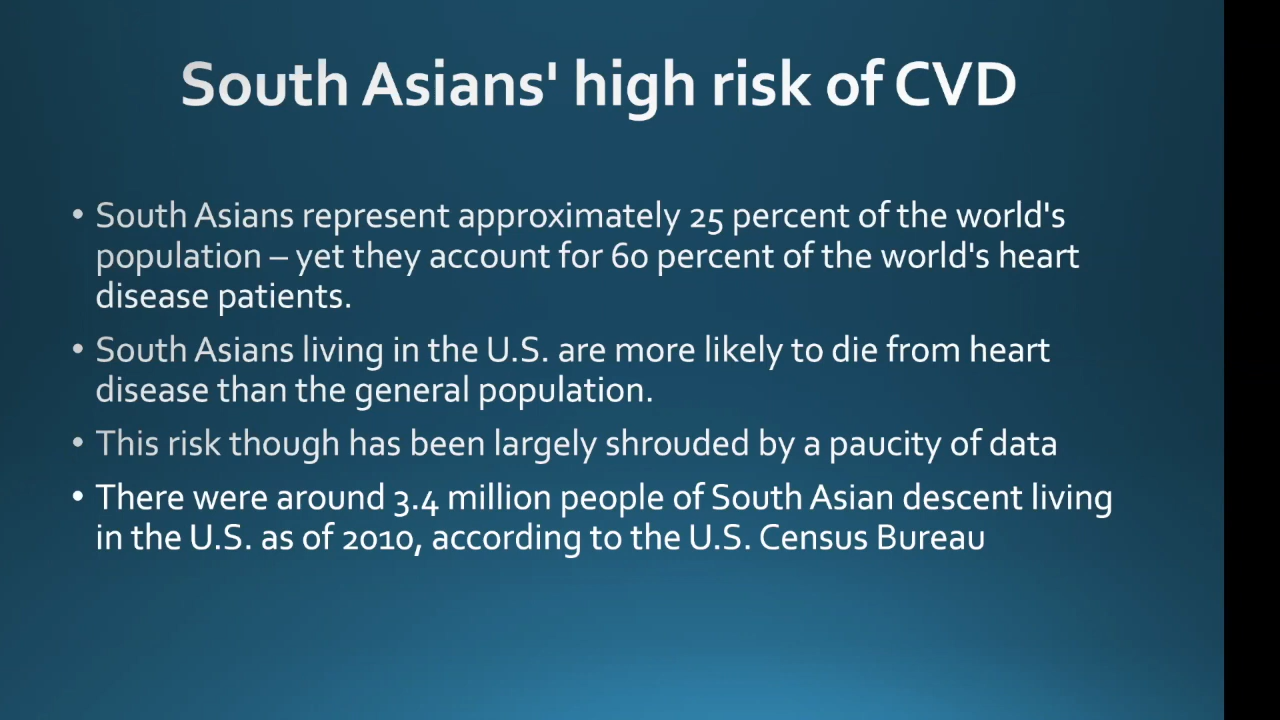 South Asians' high risk of CVD
• South Asians represent approximately 25 percent of the world's
population – yet they account for 60 percent of the world's heart
disease patients.
• South Asians living in the U.S. are more likely to die from heart
disease than the general population.
• This risk though has been largely shrouded by a paucity of data
• There were around 3.4 million people of South Asian descent living
in the U.S. as of 2010, according to the U.S. Census Bureau